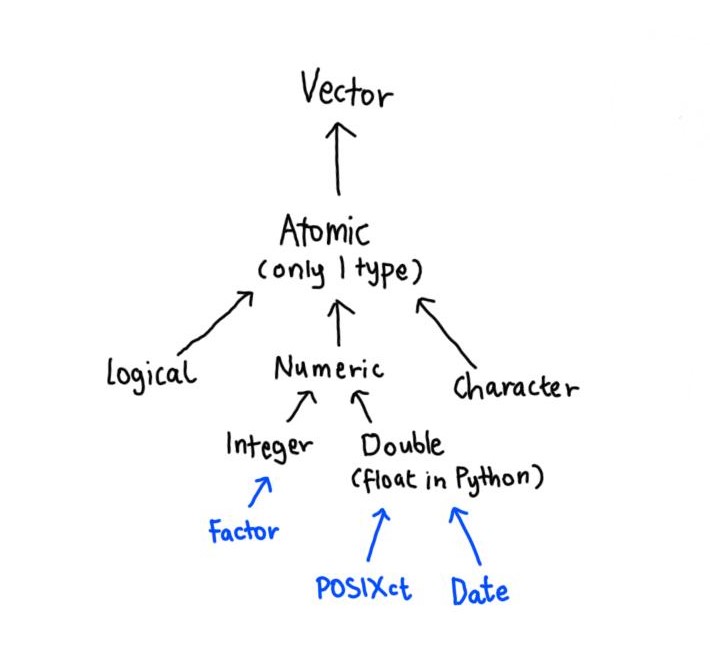 Vector
Atomic
(only 1 type)
Logical
Numeric
Character
Integer
Double
(float in Python)
Factor
POSIXct
Date